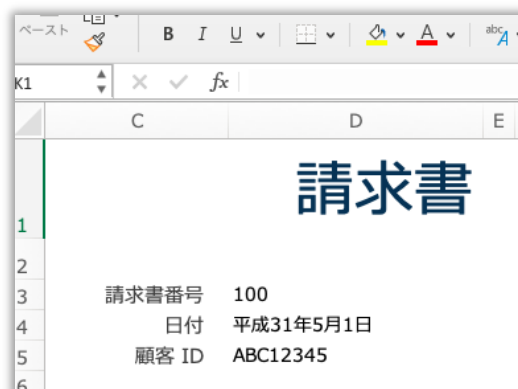 ペースト
B I U A abc A
K1 fx
C D E
1 請求書
2
3 請求書番号 100
4 日付 平成31年5月1日
5 顧客 ID ABC12345
6